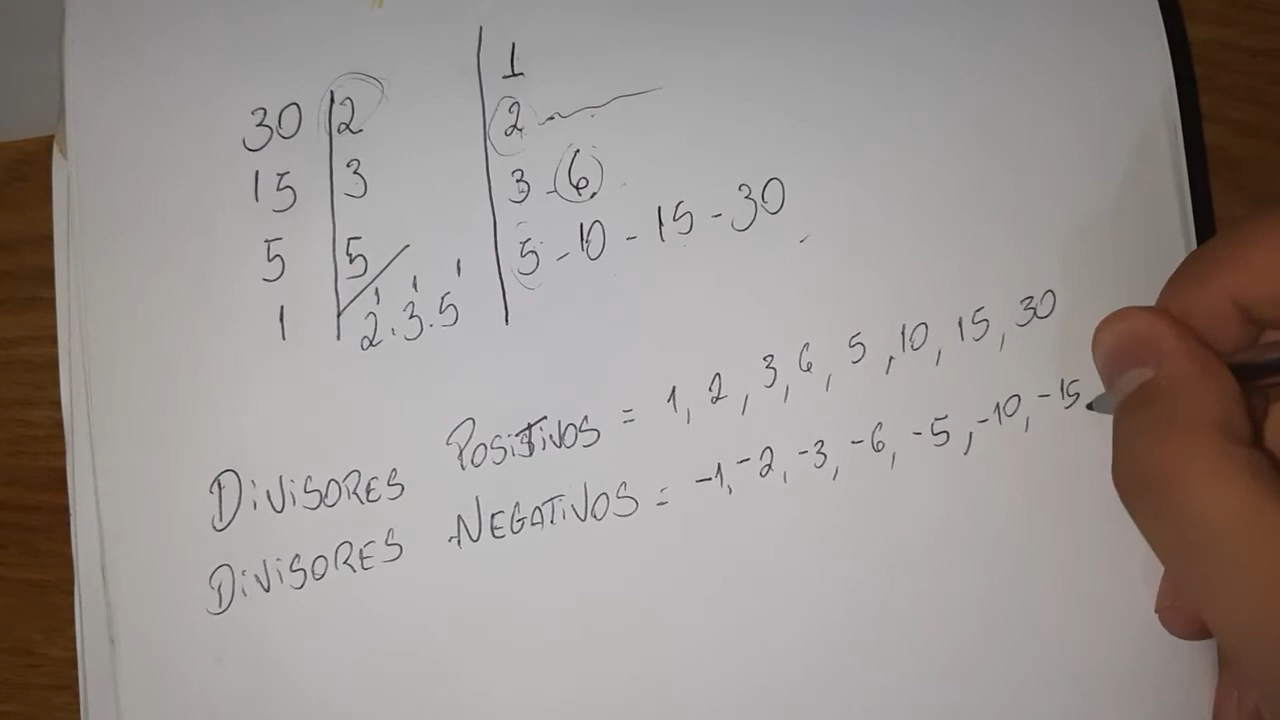 1
30 2 2
15 3 3 - 6
5 5 5 - 10 - 15 - 30
1 2 . 3 . 5
DiViSORES POSiTiVOS = 1, 2, 3, 6, 5, 10, 15, 30
DiViSORES NEGATiVOS = -1, -2, -3, -6, -5, -10, -15